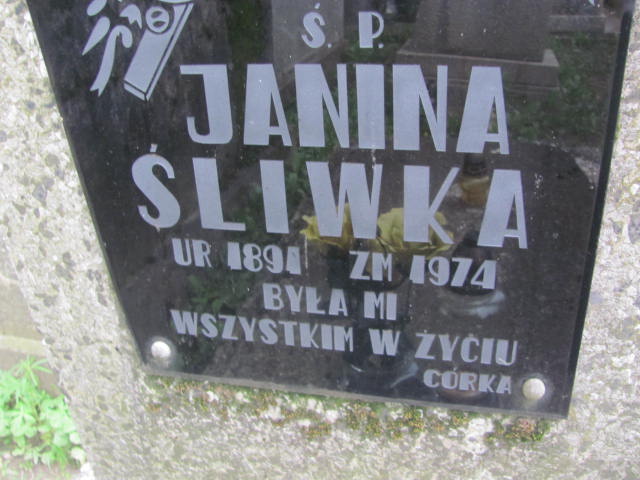 Ś. P.
JANINA
ŚLIWKA
UR 1891 ZM 1974
BYŁA MI
WSZYSTKIM W ŻYCIU
CÓRKA